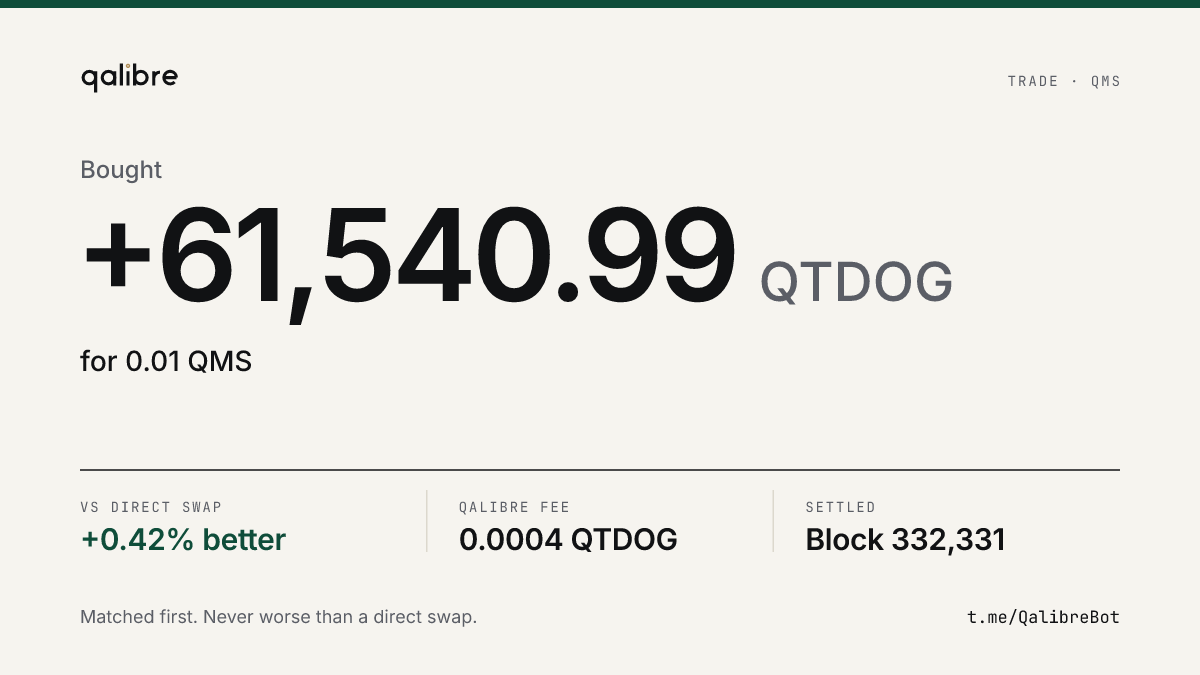 qalibre
TRADE · QMS
Bought
+61,540.99 QTDOG
for 0.01 QMS
VS DIRECT SWAP
+0.42% better
QALIBRE FEE
0.0004 QTDOG
SETTLED
Block 332,331
Matched first. Never worse than a direct swap.
t.me/QalibreBot